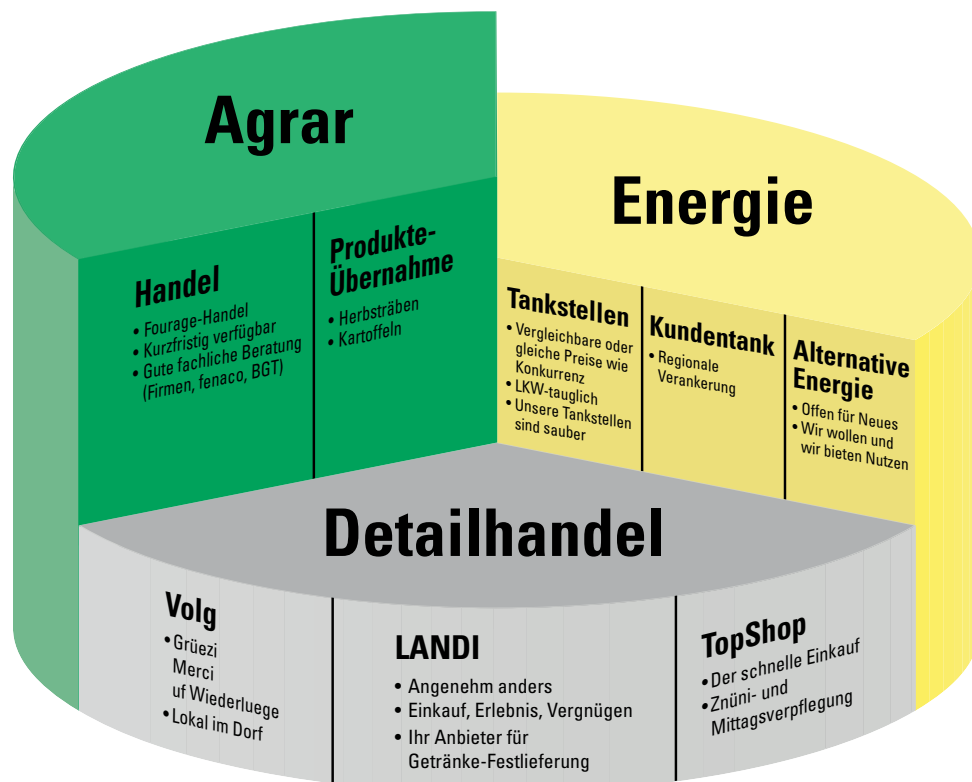 Agrar
Handel
• Fourage-Handel
• Kurzfristig verfügbar
• Gute fachliche Beratung
(Firmen, fenaco, BGT)
Produkte-
Übernahme
• Herbsträben
• Kartoffeln
Energie
Tankstellen
• Vergleichbare oder
gleiche Preise wie
Konkurrenz
• LKW-tauglich
• Unsere Tankstellen
sind sauber
Kundentank
• Regionale
Verankerung
Alternative
Energie
• Offen für Neues
• Wir wollen und
wir bieten Nutzen
Detailhandel
Volg
• Grüezi
Merci
uf Wiederluege
• Lokal im Dorf
LANDI
• Angenehm anders
• Einkauf, Erlebnis, Vergnügen
• Ihr Anbieter für
Getränke-Festlieferung
TopShop
• Der schnelle Einkauf
• Znüni- und
Mittagsverpflegung